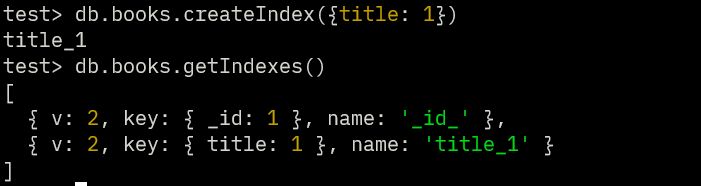 test> db.books.createIndex({title: 1})
title_1
test> db.books.getIndexes()
[
  { v: 2, key: { _id: 1 }, name: '_id_' },
  { v: 2, key: { title: 1 }, name: 'title_1' }
]